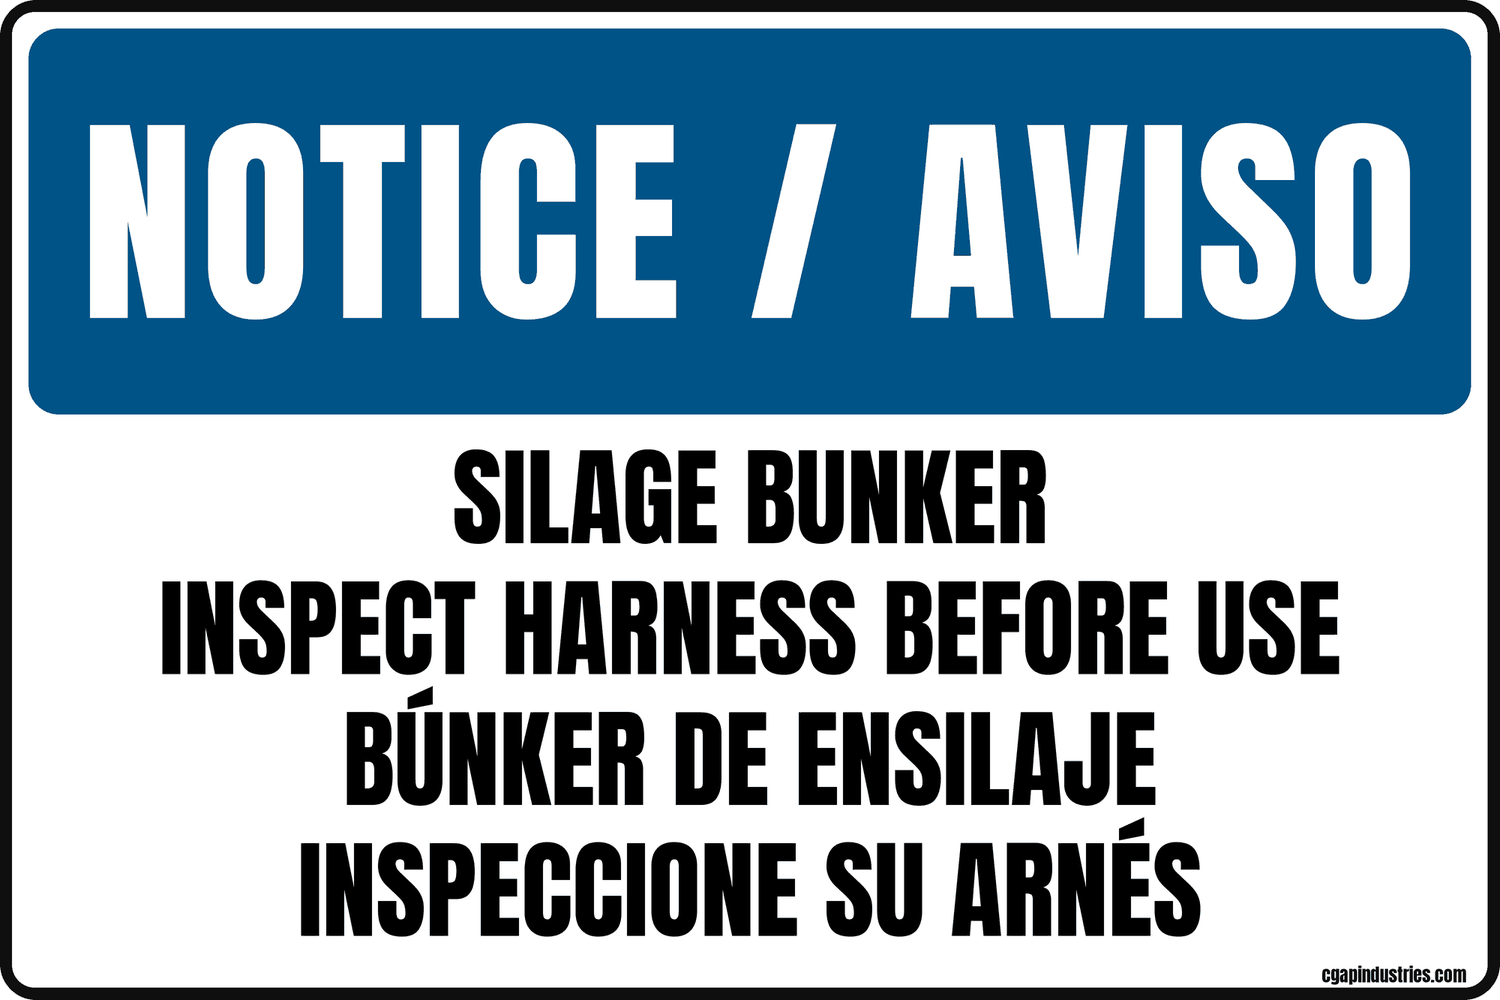 NOTICE / AVISO
SILAGE BUNKER
INSPECT HARNESS BEFORE USE
BÚNKER DE ENSILAJE
INSPECCIONE SU ARNÉS
cgapindustries.com